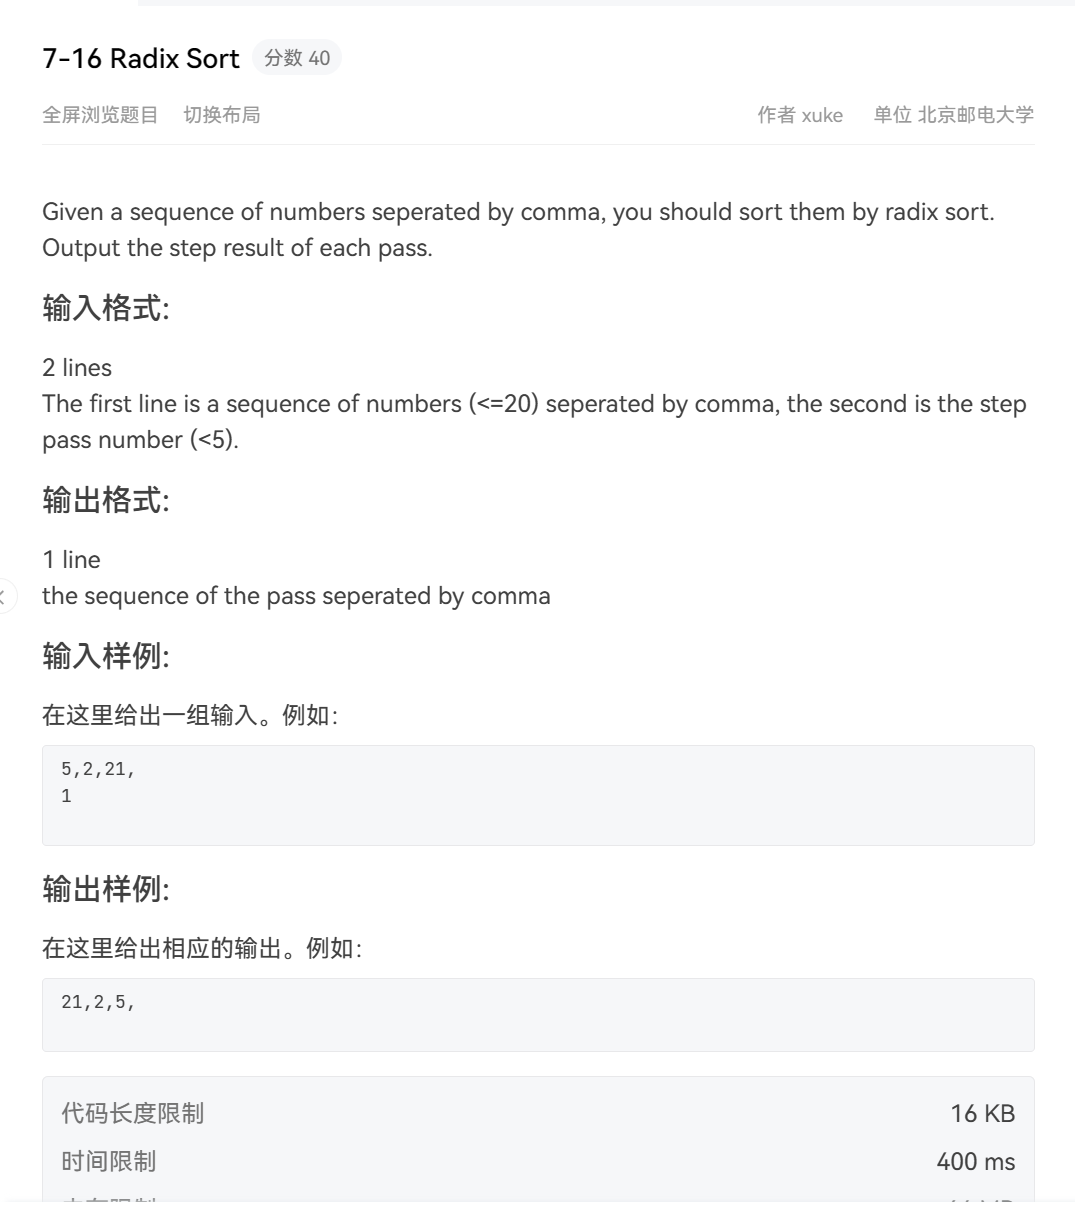 7-16 Radix Sort 分数 40
全屏浏览题目 切换布局 作者 xuke 单位 北京邮电大学
Given a sequence of numbers seperated by comma, you should sort them by radix sort.
Output the step result of each pass.
输入格式:
2 lines
The first line is a sequence of numbers (<=20) seperated by comma, the second is the step
pass number (<5).
输出格式:
1 line
the sequence of the pass seperated by comma
输入样例:
在这里给出一组输入。例如：
5,2,21,
1
输出样例:
在这里给出相应的输出。例如：
21,2,5,
代码长度限制 16 KB
时间限制 400 ms